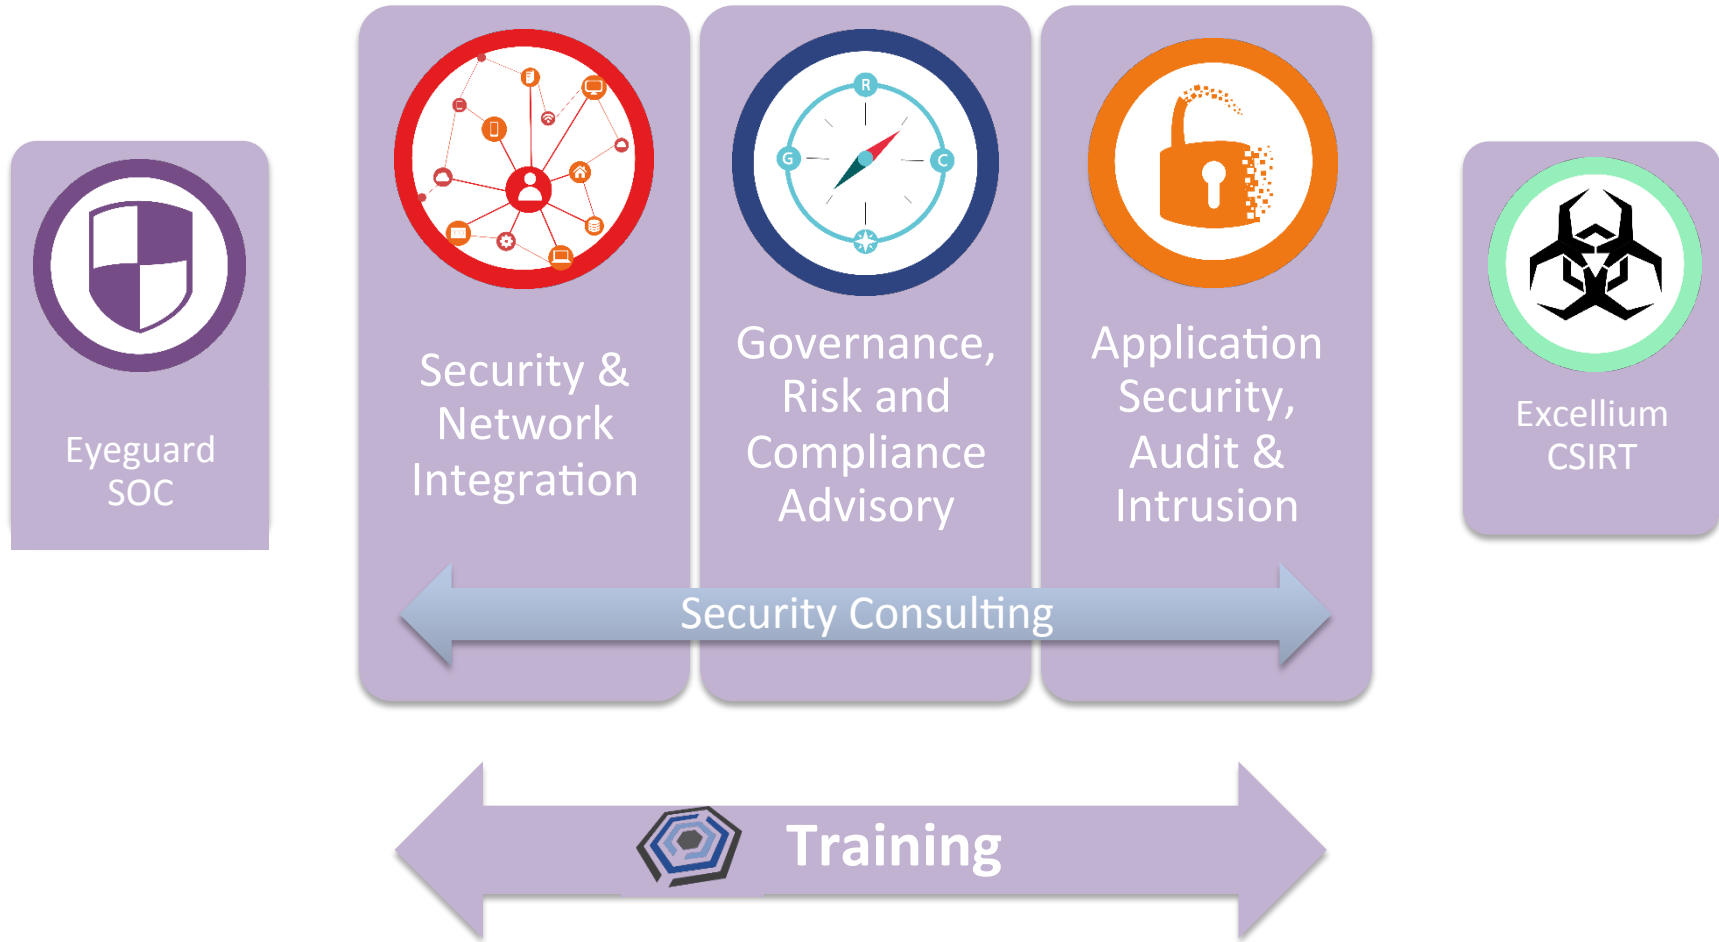 Eyeguard
SOC
Security &
Network
Integration
R
G
C
Governance,
Risk and
Compliance
Advisory
Application
Security,
Audit &
Intrusion
Excellium
CSIRT
Security Consulting
Training